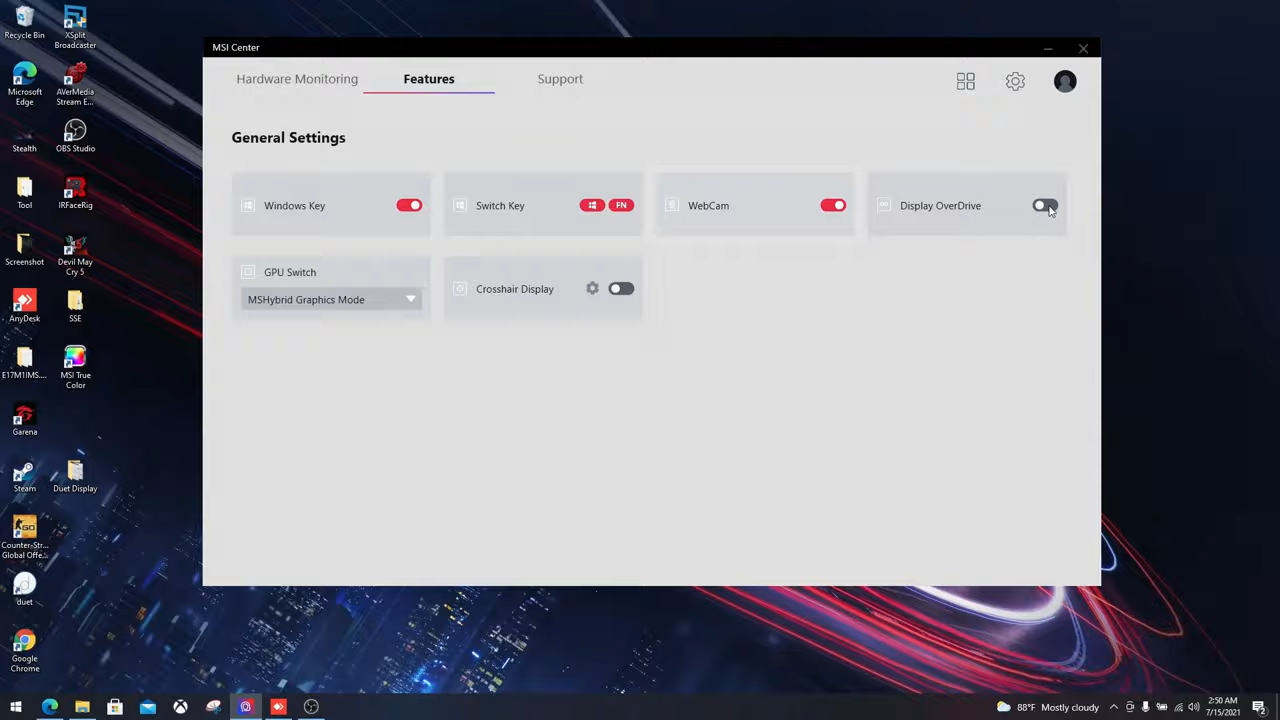 Recycle Bin
XSplit
Broadcaster
Microsoft
Edge
AVerMedia
Stream E...
Stealth
OBS Studio
Tool
IRFaceRig
Screenshot
Devil May
Cry 5
AnyDesk
SSE
E17M1IMS....
MSI True
Color
Garena
Steam
Duet Display
Counter-Str...
Global Offe...
duet
Google
Chrome
MSI Center
Hardware Monitoring
Features
Support
General Settings
Windows Key
Switch Key
FN
WebCam
Display OverDrive
GPU Switch
MSHybrid Graphics Mode
Crosshair Display
88°F Mostly cloudy
2:50 AM
7/15/2021